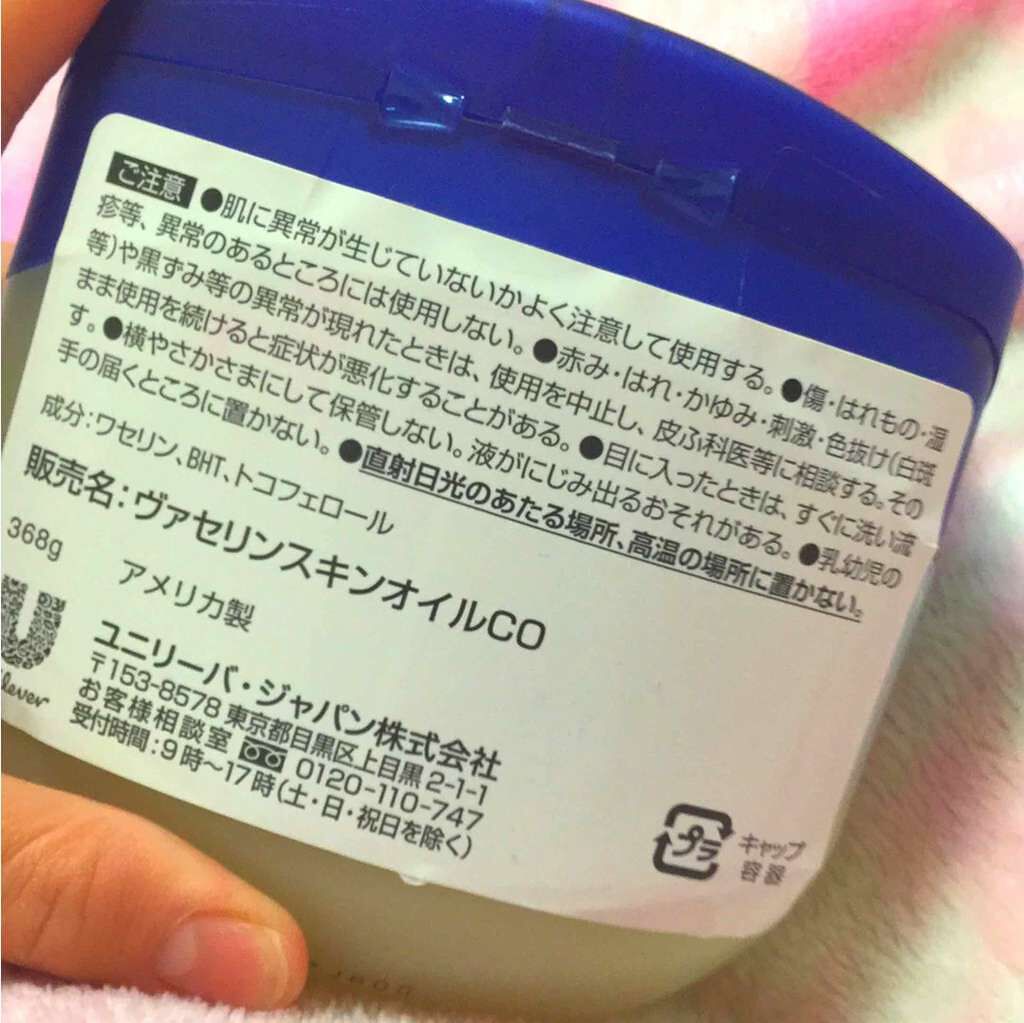 ご注意 ●肌に異常が生じていないかよく注意して使用する。●傷・はれもの・湿
疹等、異常のあるところには使用しない。●赤み・はれ・かゆみ・刺激・色抜け(白斑
等)や黒ずみ等の異常が現れたときは、使用を中止し、皮ふ科医等に相談する。その
まま使用を続けると症状が悪化することがある。●目に入ったときは、すぐに洗い流
す。●横やさかさまにして保管しない。液がにじみ出るおそれがある。●乳幼児の
手の届くところに置かない。●直射日光のあたる場所、高温の場所に置かない。
成分:ワセリン、BHT、トコフェロール
販売名:ヴァセリンスキンオイルCO
368g
アメリカ製
ユニリーバ・ジャパン株式会社
〒153-8578 東京都目黒区上目黒2-1-1
お客様相談室 0120-110-747
受付時間:9時～17時(土・日・祝日を除く)
プラ
キャップ
容器